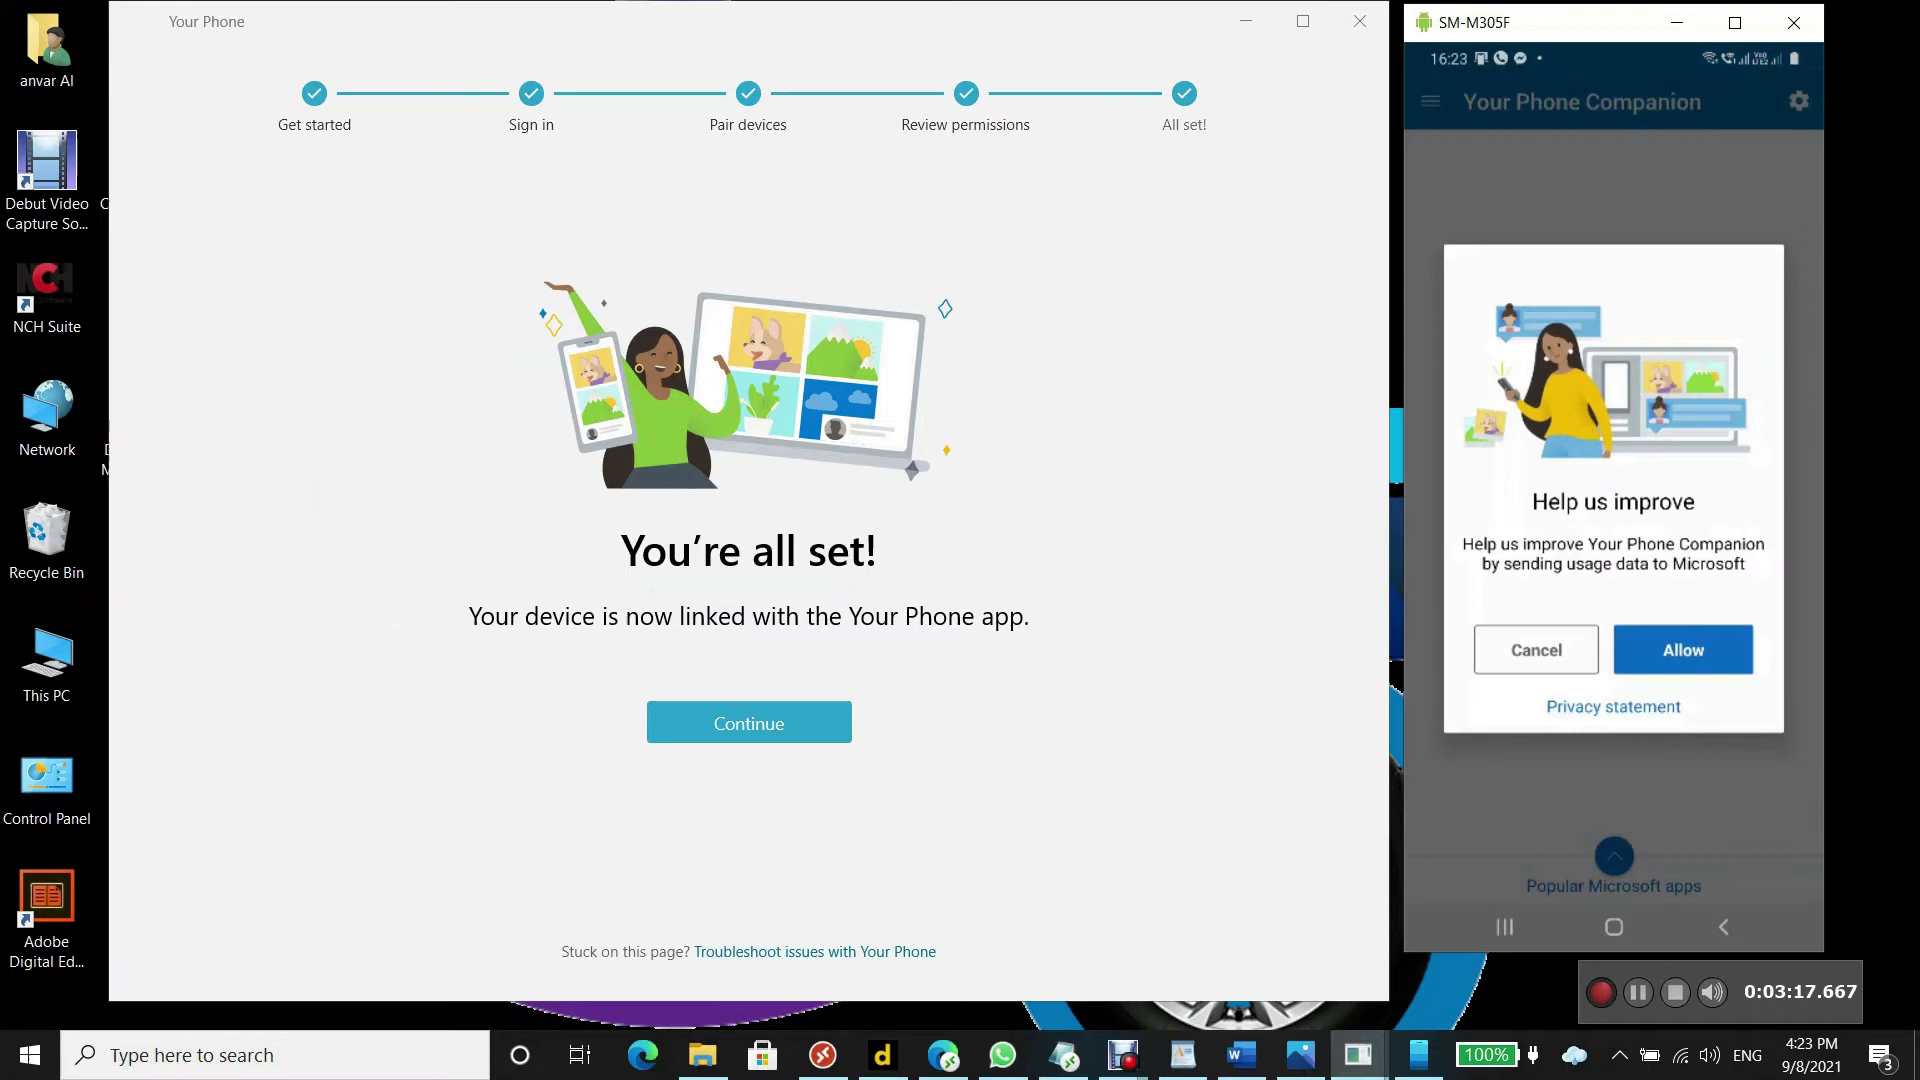 anvar Al
Debut Video
Capture So...
NCH Suite
Network
Recycle Bin
This PC
Control Panel
Adobe
Digital Ed...
Your Phone
Get started
Sign in
Pair devices
Review permissions
All set!
You're all set!
Your device is now linked with the Your Phone app.
Continue
Stuck on this page? Troubleshoot issues with Your Phone
SM-M305F
16:23
Your Phone Companion
Help us improve
Help us improve Your Phone Companion
by sending usage data to Microsoft
Cancel
Allow
Privacy statement
Popular Microsoft apps
0:03:17.667
Type here to search
100%
ENG
4:23 PM
9/8/2021
3